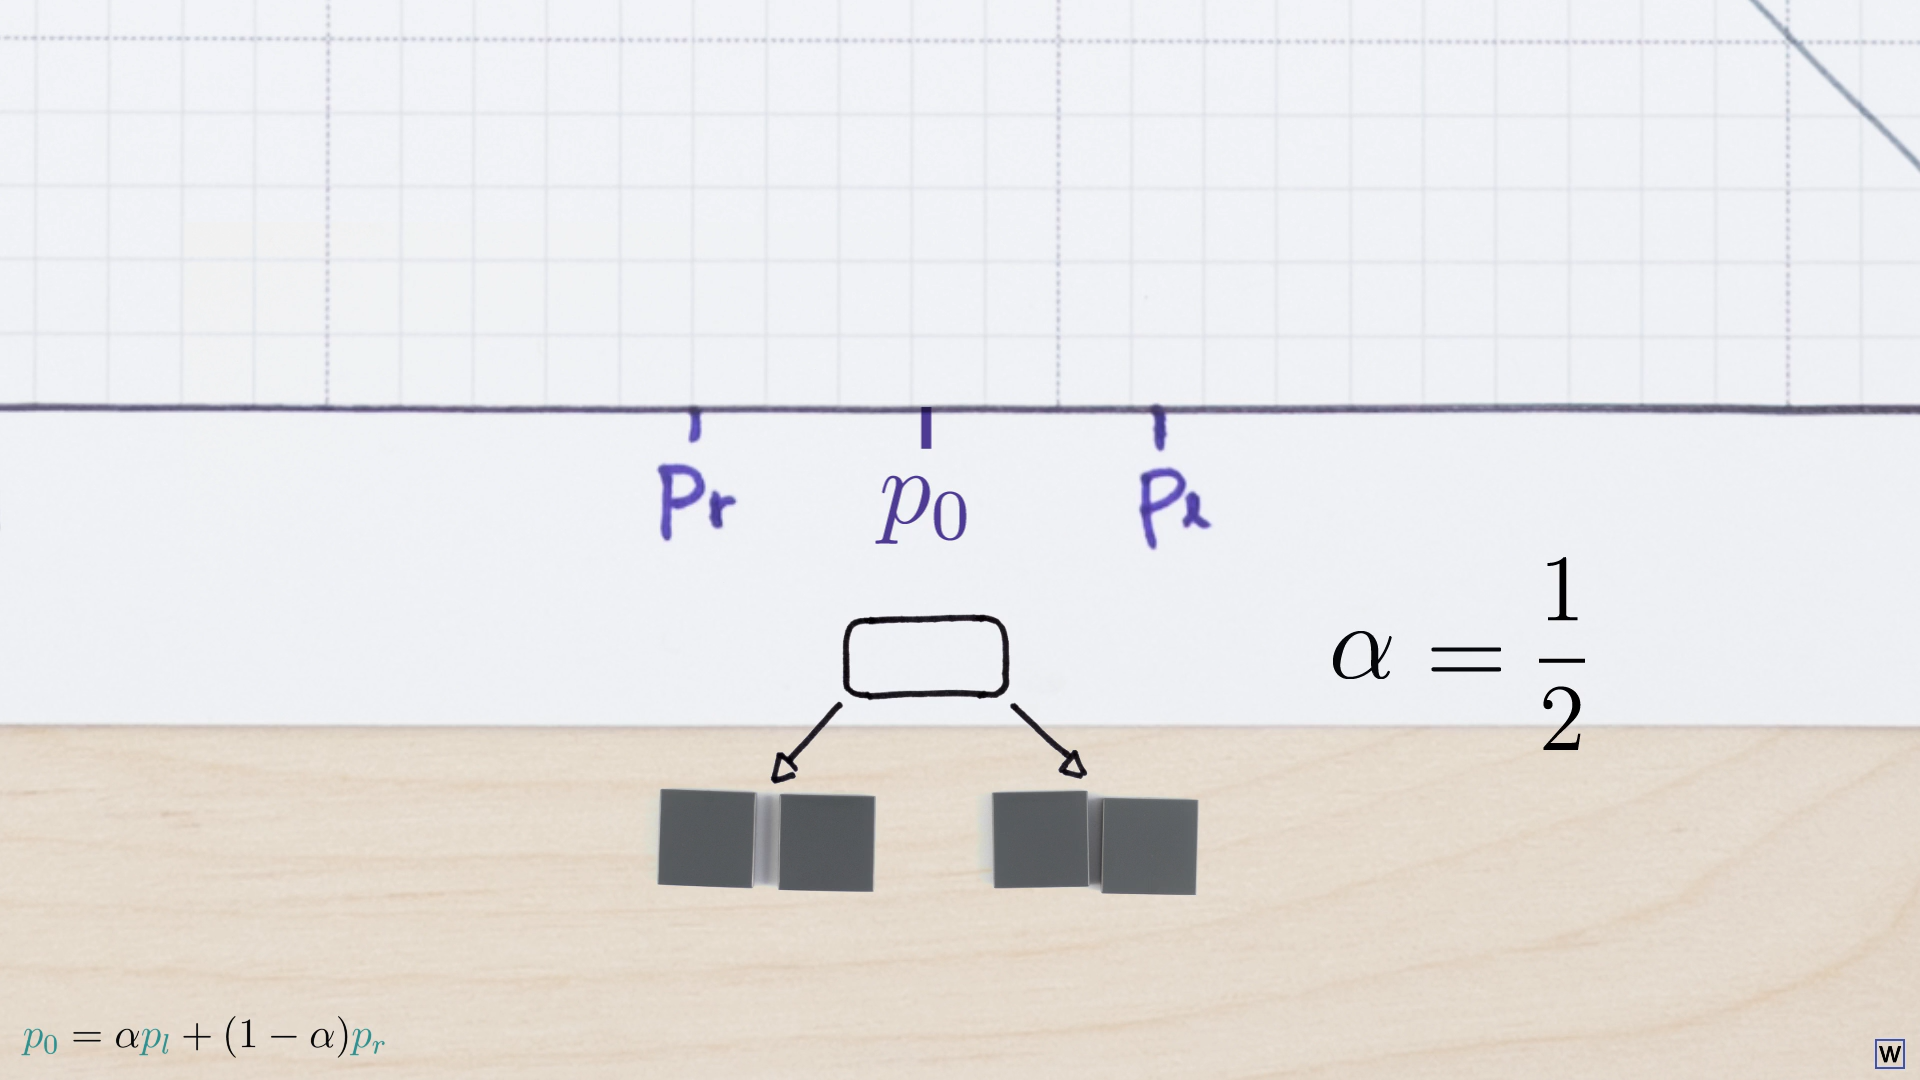 pᵣ p₀ pₗ
α = 1/2
p₀ = αpₗ + (1 − α)pᵣ
W